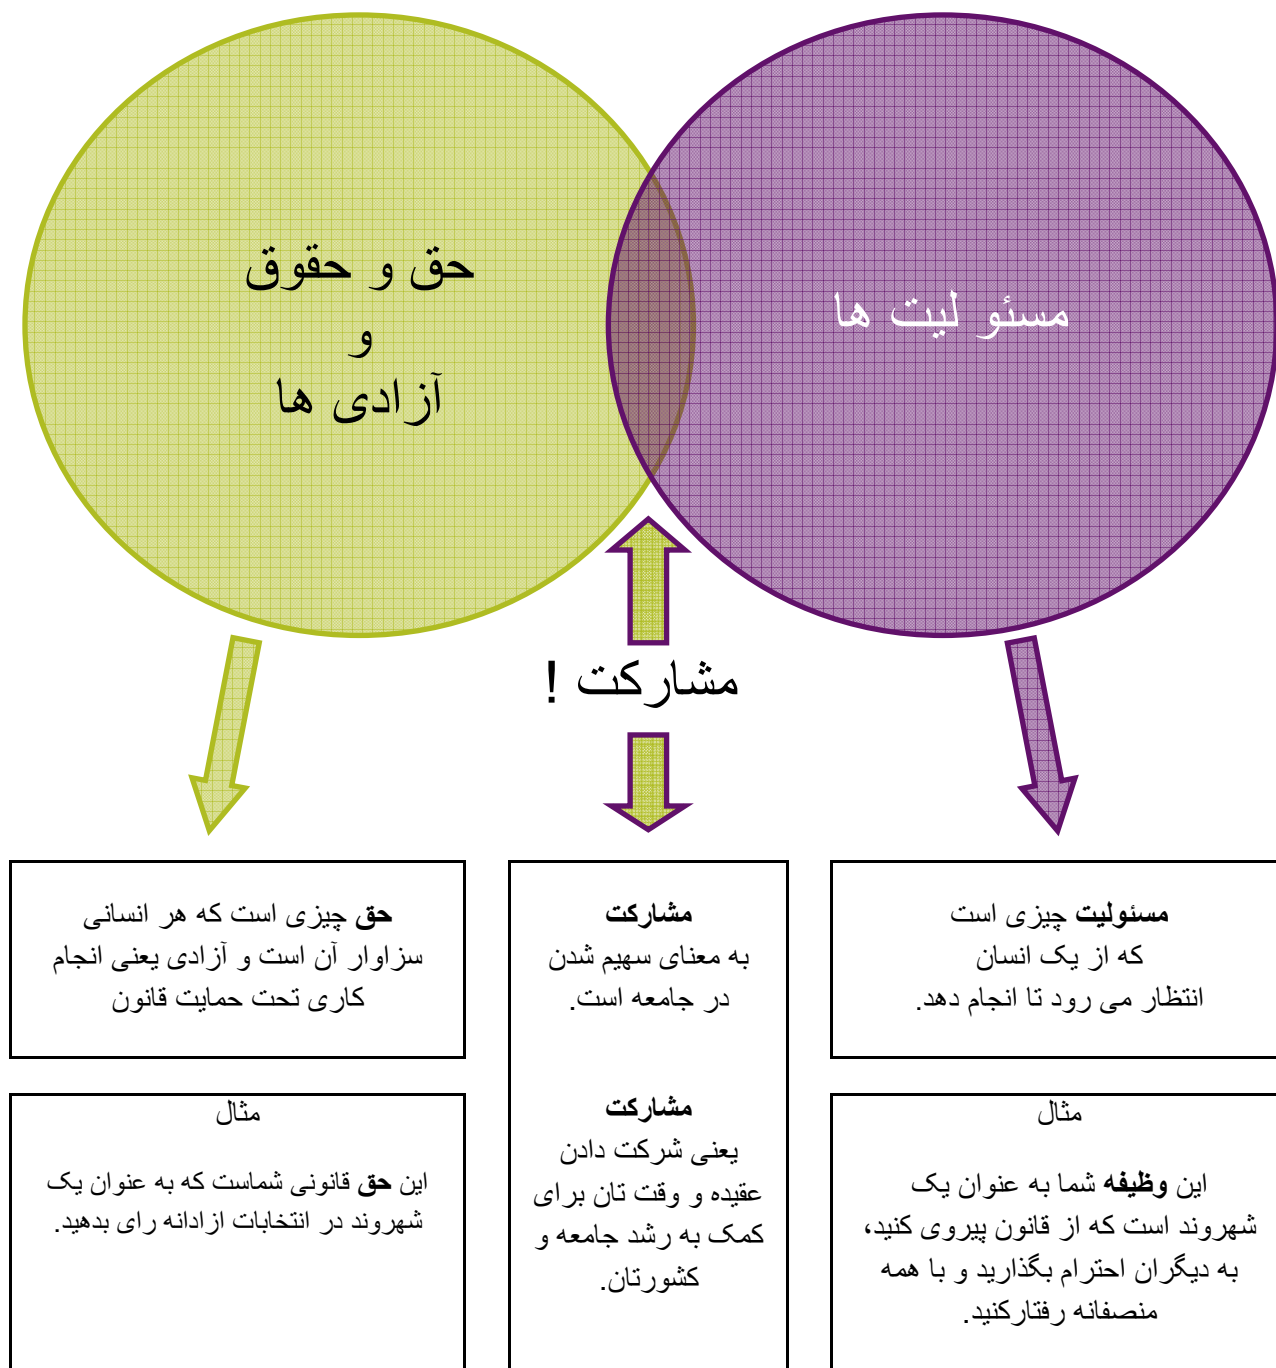 حق و حقوق
و
آزادی ها
مسئو لیت ها
مشارکت !
مسئولیت چیزی است
که از یک انسان
انتظار می رود تا انجام دهد.
مثال
این وظیفه شما به عنوان یک
شهروند است که از قانون پیروی کنید،
به دیگران احترام بگذارید و با همه
منصفانه رفتارکنید.
مشارکت
به معنای سهیم شدن
در جامعه است.
مشارکت
یعنی شرکت دادن
عقیده و وقت تان برای
کمک به رشد جامعه و
کشورتان.
حق چیزی است که هر انسانی
سزاوار آن است و آزادی یعنی انجام
کاری تحت حمایت قانون
مثال
این حق قانونی شماست که به عنوان یک
شهروند در انتخابات ازادانه رای بدهید.